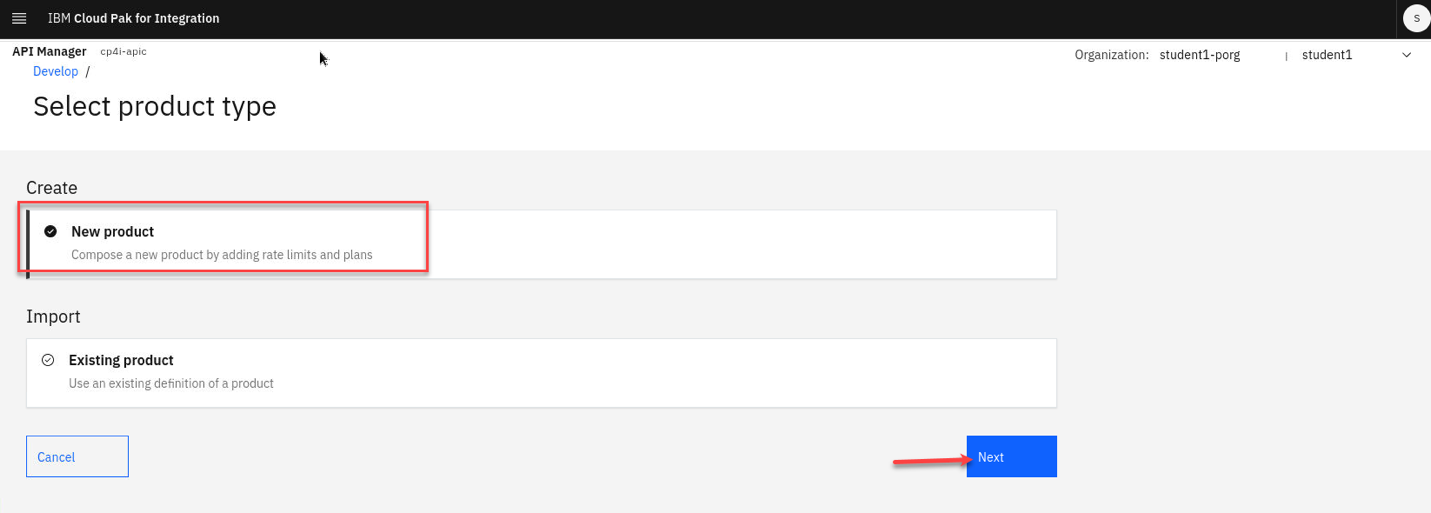 IBM Cloud Pak for Integration
S
API Manager cp4i-apic
Organization: student1-porg | student1
Develop /
Select product type
Create
New product
Compose a new product by adding rate limits and plans
Import
Existing product
Use an existing definition of a product
Cancel
Next